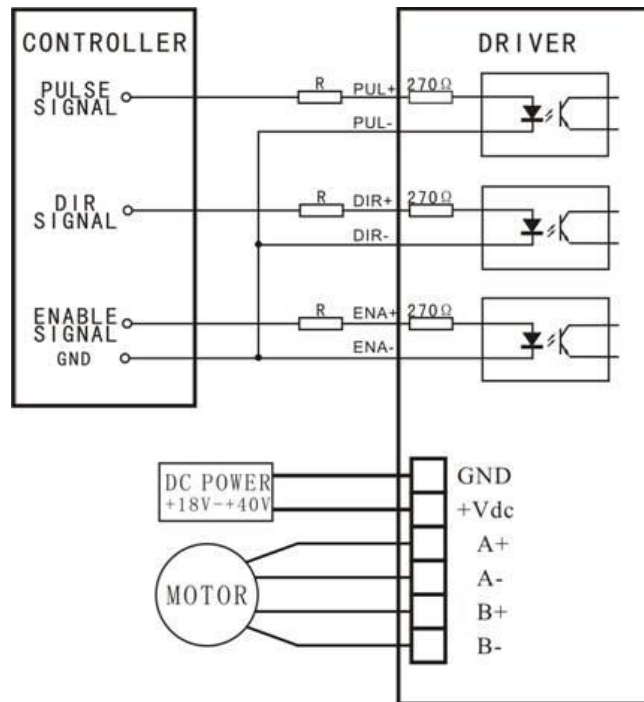 CONTROLLER
DRIVER
PULSE
SIGNAL
R
PUL+
270Ω
PUL-
DIR
SIGNAL
R
DIR+
270Ω
DIR-
ENABLE
SIGNAL
R
ENA+
270Ω
GND
ENA-
DC POWER
+18V-+40V
GND
+Vdc
A+
MOTOR
A-
B+
B-